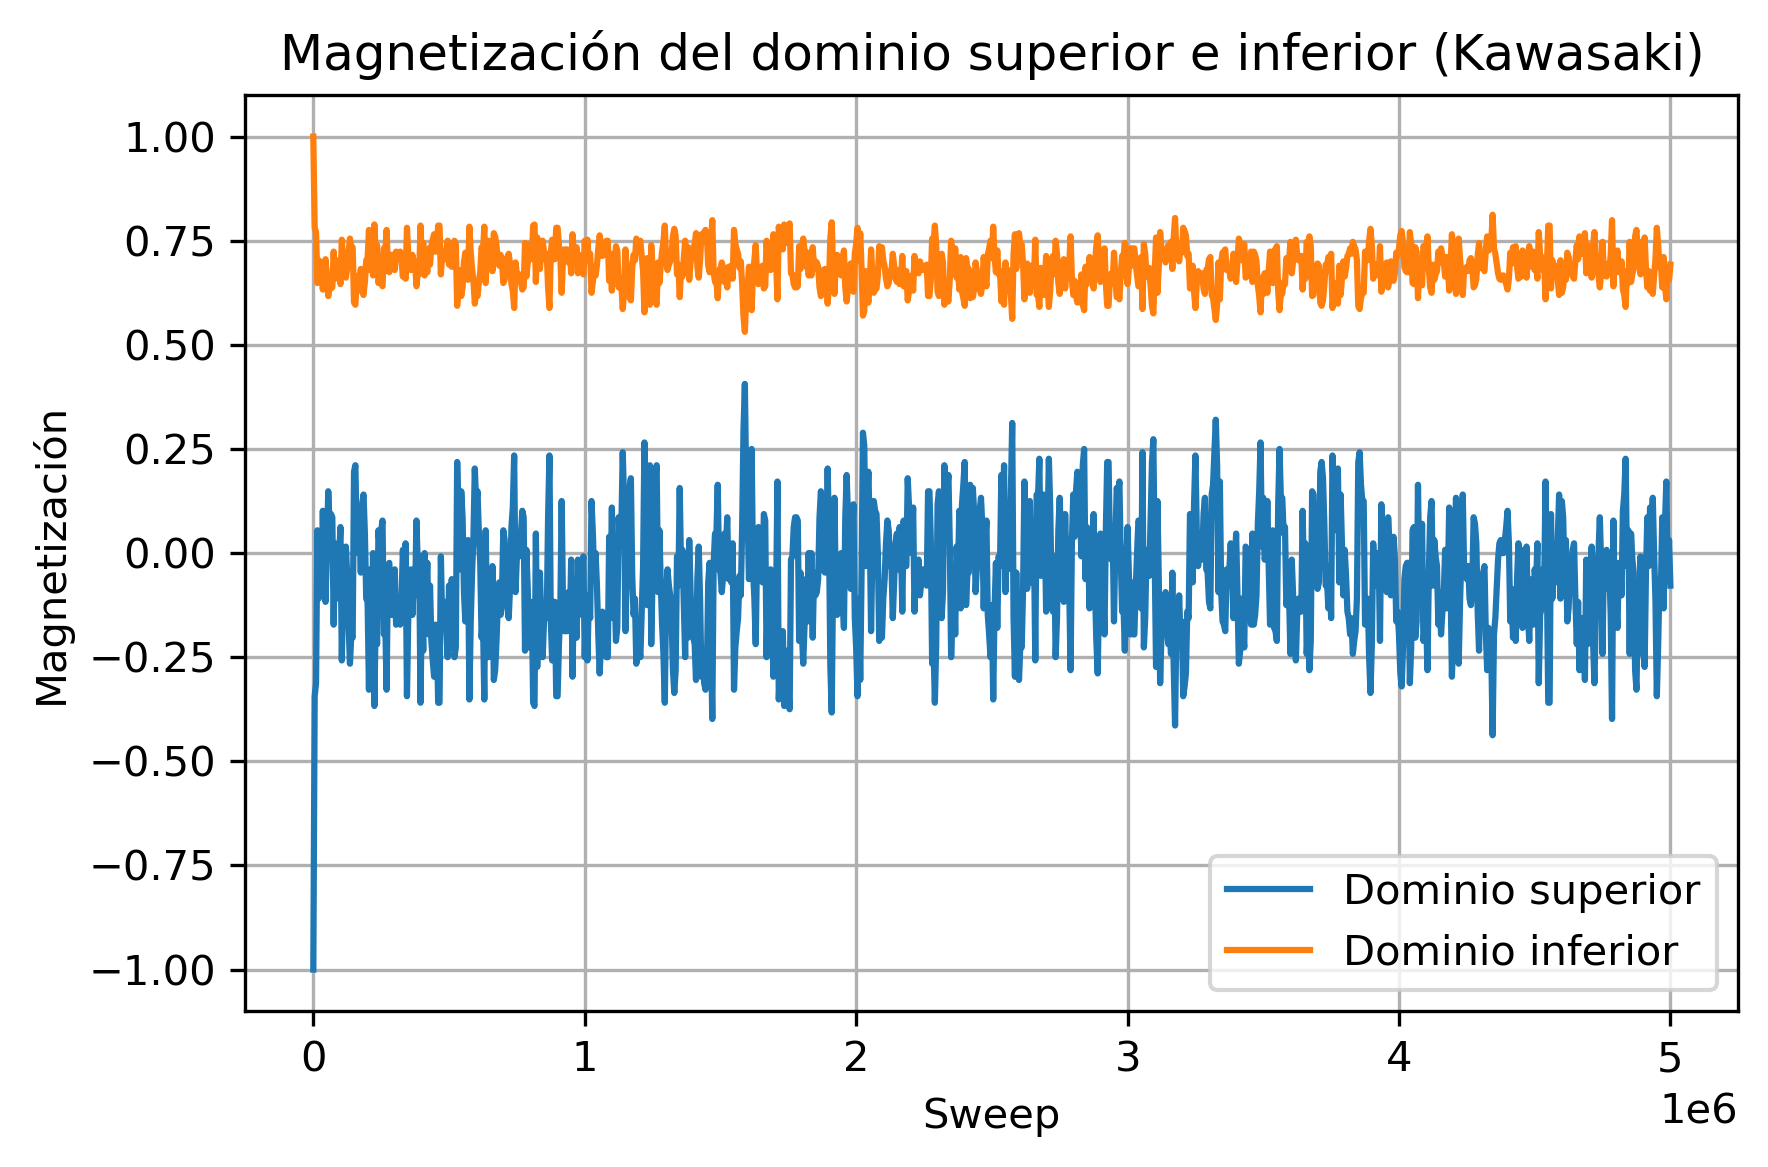 Magnetización del dominio superior e inferior (Kawasaki)
Magnetización
1.00
0.75
0.50
0.25
0.00
−0.25
−0.50
−0.75
−1.00
Dominio superior
Dominio inferior
0 1 2 3 4 5
1e6
Sweep